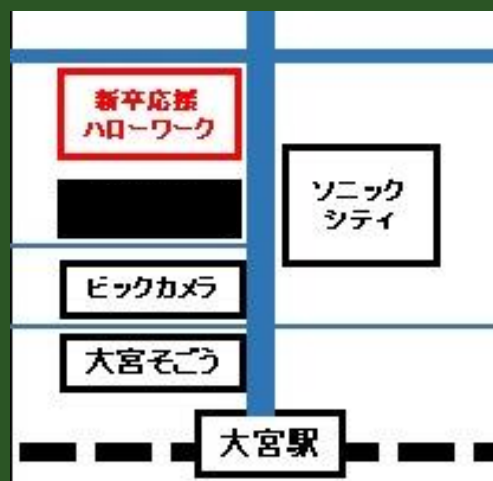 新卒応援
ハローワーク
ソニック
シティ
ビックカメラ
大宮そごう
大宮駅